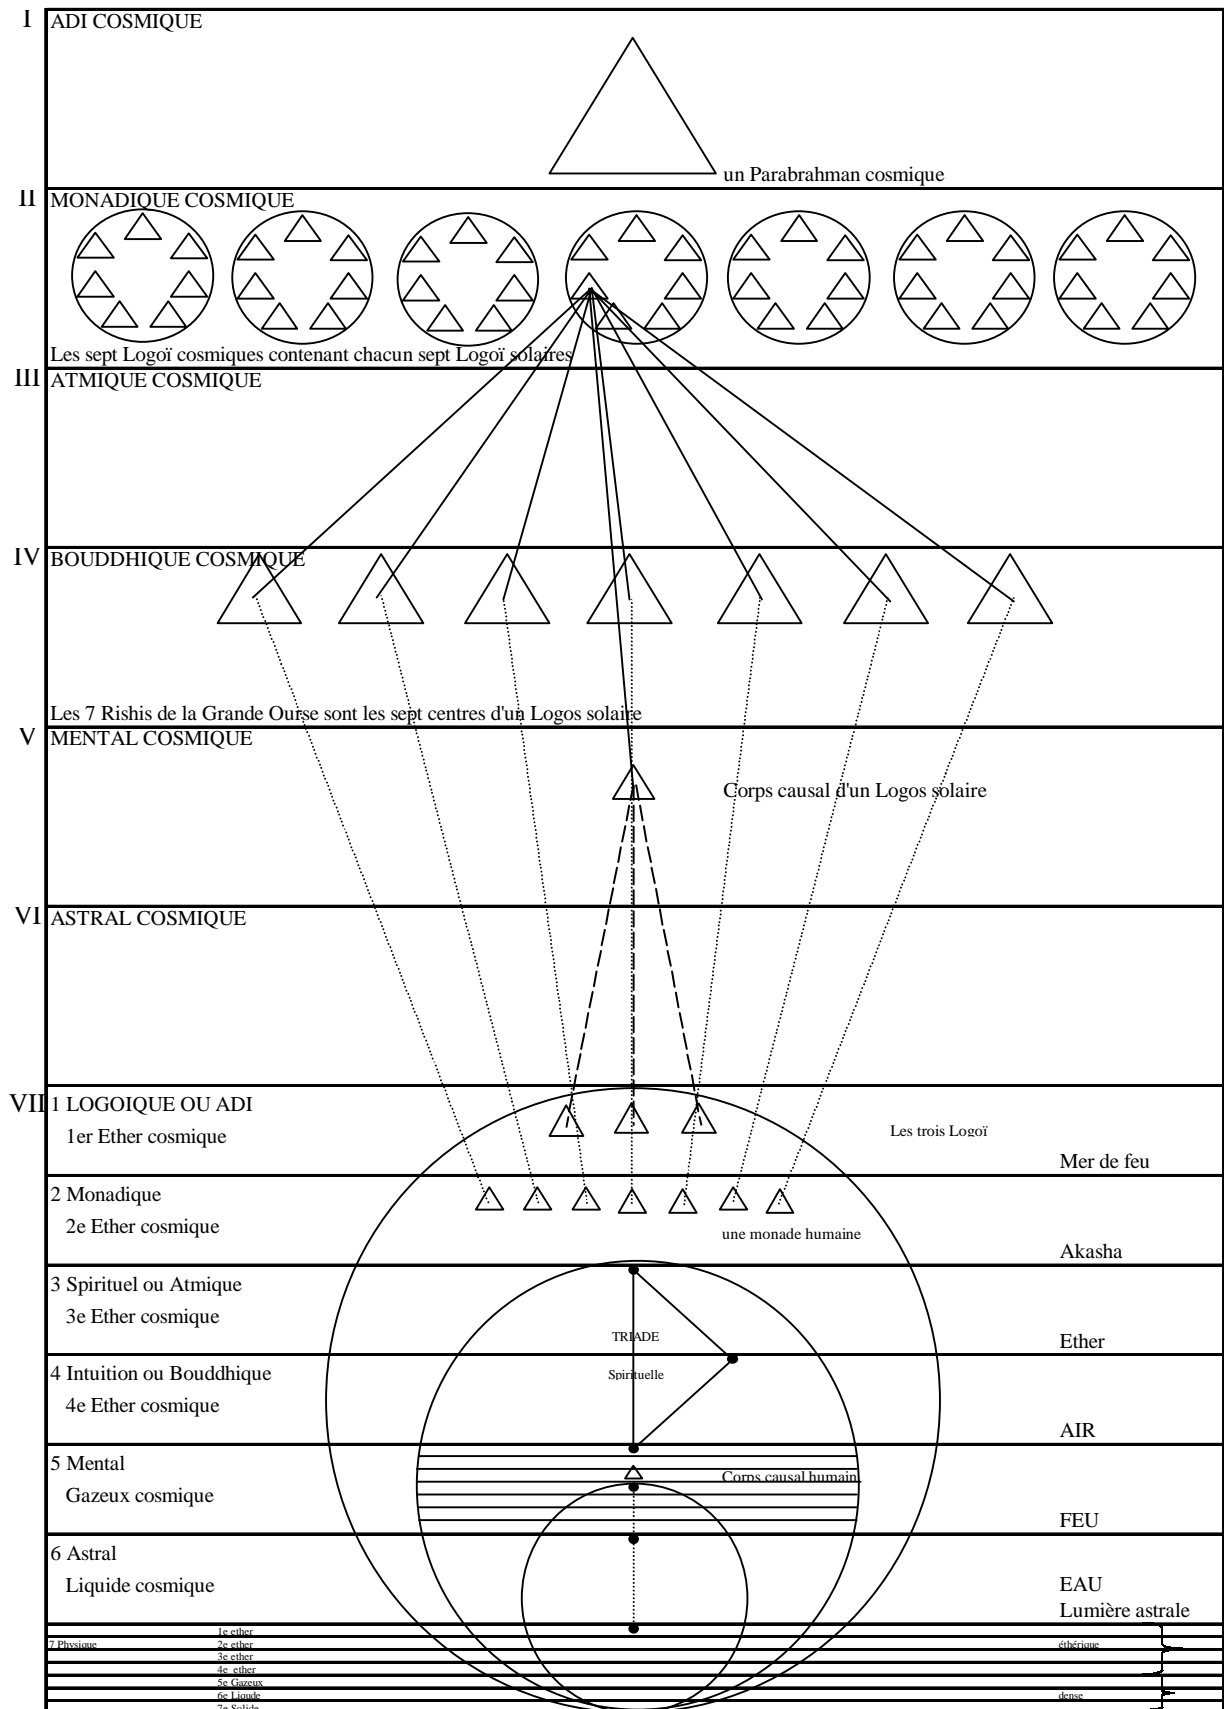 I ADI COSMIQUE
un Parabrahman cosmique
II MONADIQUE COSMIQUE
Les sept Logoï cosmiques contenant chacun sept Logoï solaires
III ATMIQUE COSMIQUE
IV BOUDDHIQUE COSMIQUE
Les 7 Rishis de la Grande Ourse sont les sept centres d'un Logos solaire
V MENTAL COSMIQUE
Corps causal d'un Logos solaire
VI ASTRAL COSMIQUE
VII 1 LOGOIQUE OU ADI
1er Ether cosmique
Les trois Logoï
Mer de feu
2 Monadique
2e Ether cosmique
une monade humaine
Akasha
3 Spirituel ou Atmique
3e Ether cosmique
TRIADE
Ether
4 Intuition ou Bouddhique
Spirituelle
4e Ether cosmique
AIR
5 Mental
Corps causal humain
Gazeux cosmique
FEU
6 Astral
Liquide cosmique
EAU
Lumière astrale
1e ether
7 Physique 2e ether éthérique
3e ether
4e ether
5e Gazeux
6e Liqude dense
7e Solide